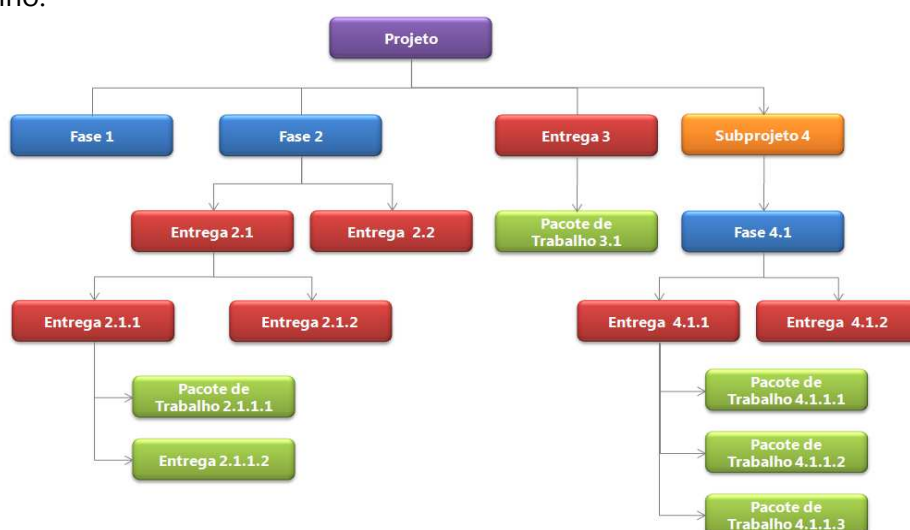 Projeto
Fase 1
Fase 2
Entrega 3
Subprojeto 4
Entrega 2.1
Entrega 2.2
Pacote de
Trabalho 3.1
Fase 4.1
Entrega 2.1.1
Entrega 2.1.2
Entrega 4.1.1
Entrega 4.1.2
Pacote de
Trabalho 2.1.1.1
Entrega 2.1.1.2
Pacote de
Trabalho 4.1.1.1
Pacote de
Trabalho 4.1.1.2
Pacote de
Trabalho 4.1.1.3